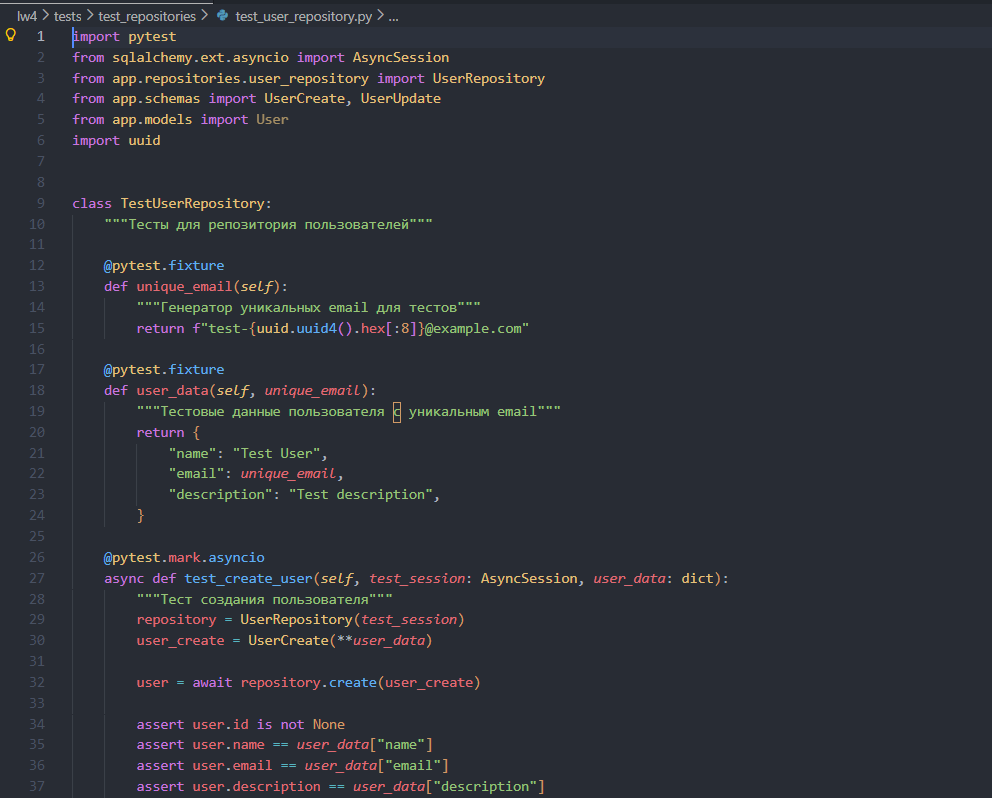 lw4 > tests > test_repositories > test_user_repository.py > ...
1 import pytest
2 from sqlalchemy.ext.asyncio import AsyncSession
3 from app.repositories.user_repository import UserRepository
4 from app.schemas import UserCreate, UserUpdate
5 from app.models import User
6 import uuid
7
8
9 class TestUserRepository:
10     """Тесты для репозитория пользователей"""
11
12     @pytest.fixture
13     def unique_email(self):
14         """Генератор уникальных email для тестов"""
15         return f"test-{uuid.uuid4().hex[:8]}@example.com"
16
17     @pytest.fixture
18     def user_data(self, unique_email):
19         """Тестовые данные пользователя с уникальным email"""
20         return {
21             "name": "Test User",
22             "email": unique_email,
23             "description": "Test description",
24         }
25
26     @pytest.mark.asyncio
27     async def test_create_user(self, test_session: AsyncSession, user_data: dict):
28         """Тест создания пользователя"""
29         repository = UserRepository(test_session)
30         user_create = UserCreate(**user_data)
31
32         user = await repository.create(user_create)
33
34         assert user.id is not None
35         assert user.name == user_data["name"]
36         assert user.email == user_data["email"]
37         assert user.description == user_data["description"]